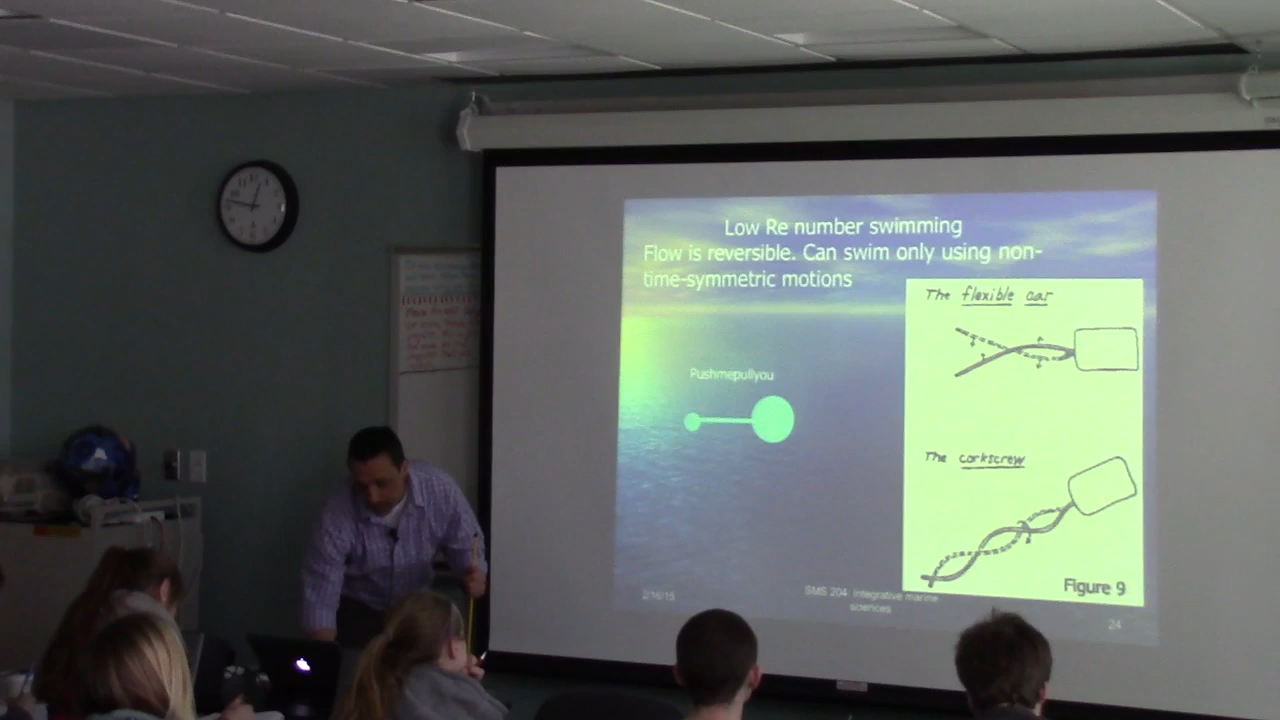 Low Re number swimming
Flow is reversible. Can swim only using non-
time-symmetric motions
The flexible oar
Pushmepullyou
The corkscrew
Figure 9
2/16/15
SMS 204: Integrative marine
sciences
24